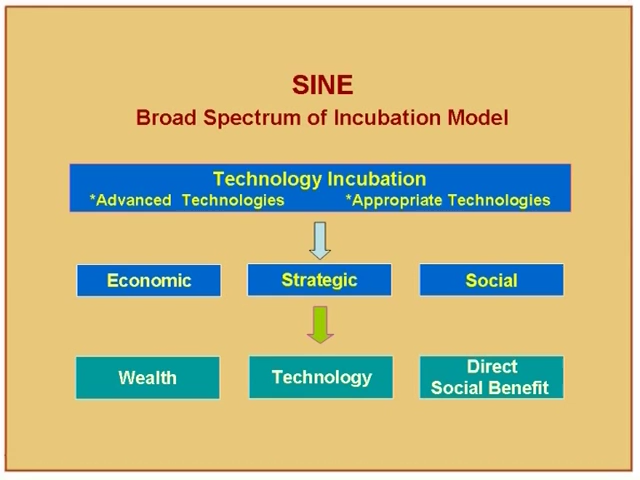 SINE
Broad Spectrum of Incubation Model
Technology Incubation
*Advanced Technologies *Appropriate Technologies
Economic Strategic Social
Wealth Technology Direct
Social Benefit